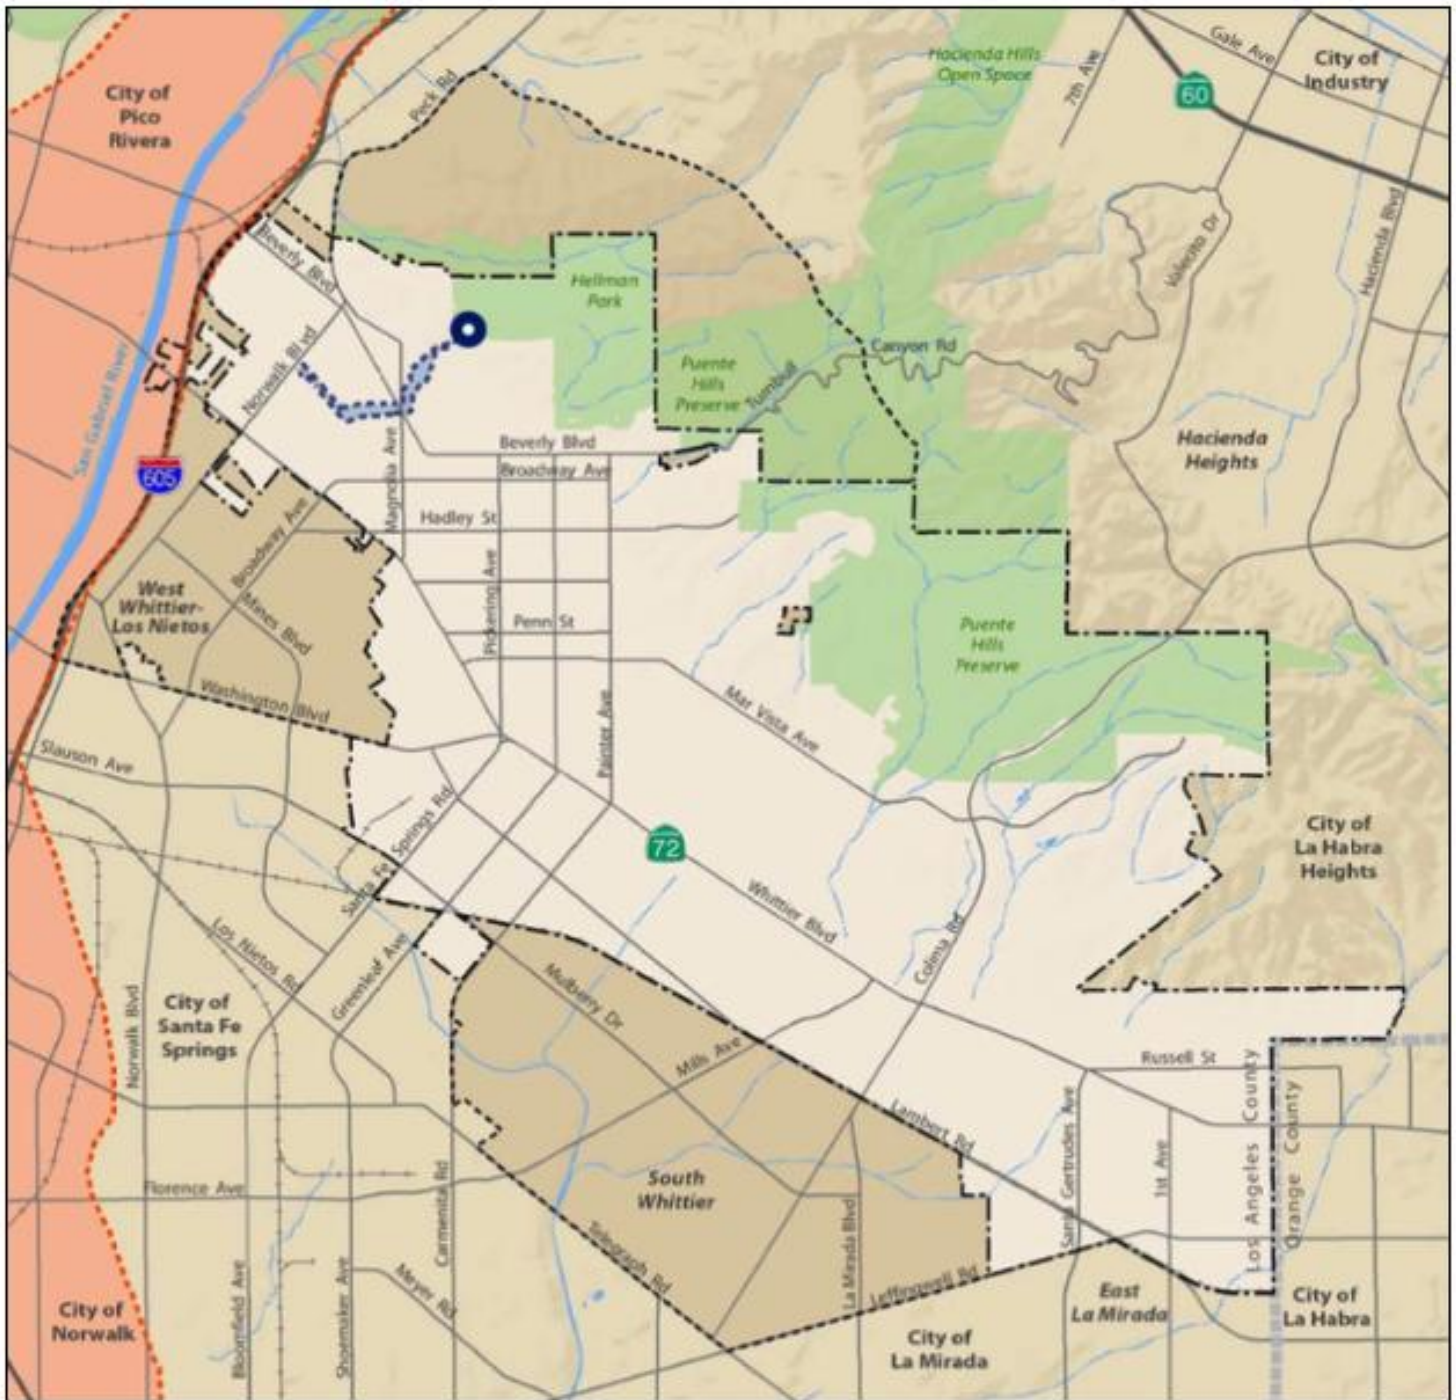 Hacienda Hills
Open Space
7th Ave
Gale Ave
City of
Industry
60
City of
Pico
Rivera
Peck Rd
Hacienda Blvd
Beverly Blvd
Hellman
Park
Norwalk Blvd
San Gabriel River
Puente
Hills
Preserve
Turnbull
Canyon Rd
Hacienda
Heights
605
Magnolia Ave
Beverly Blvd
Broadway Ave
Hadley St
Broadway Ave
West
Whittier-
Los Nietos
Mines Blvd
Pickering Ave
Penn St
Puente
Hills
Preserve
Washington Blvd
Painter Ave
Mar Vista Ave
Slauson Ave
Santa Fe Springs Rd
72
City of
La Habra
Heights
Whittier Blvd
Colima Rd
Los Nietos Rd
Greenleaf Ave
City of
Santa Fe
Springs
Norwalk Blvd
Mulberry Dr
Mills Ave
Russell St
Lambert Rd
Los Angeles County
Orange County
Santa Gertrudes Ave
1st Ave
South
Whittier
Florence Ave
Carmenita Rd
Telegraph Rd
La Mirada Blvd
Leffingwell Rd
City of
Norwalk
Bloomfield Ave
Shoemaker Ave
Meyer Rd
City of
La Mirada
East
La Mirada
City of
La Habra